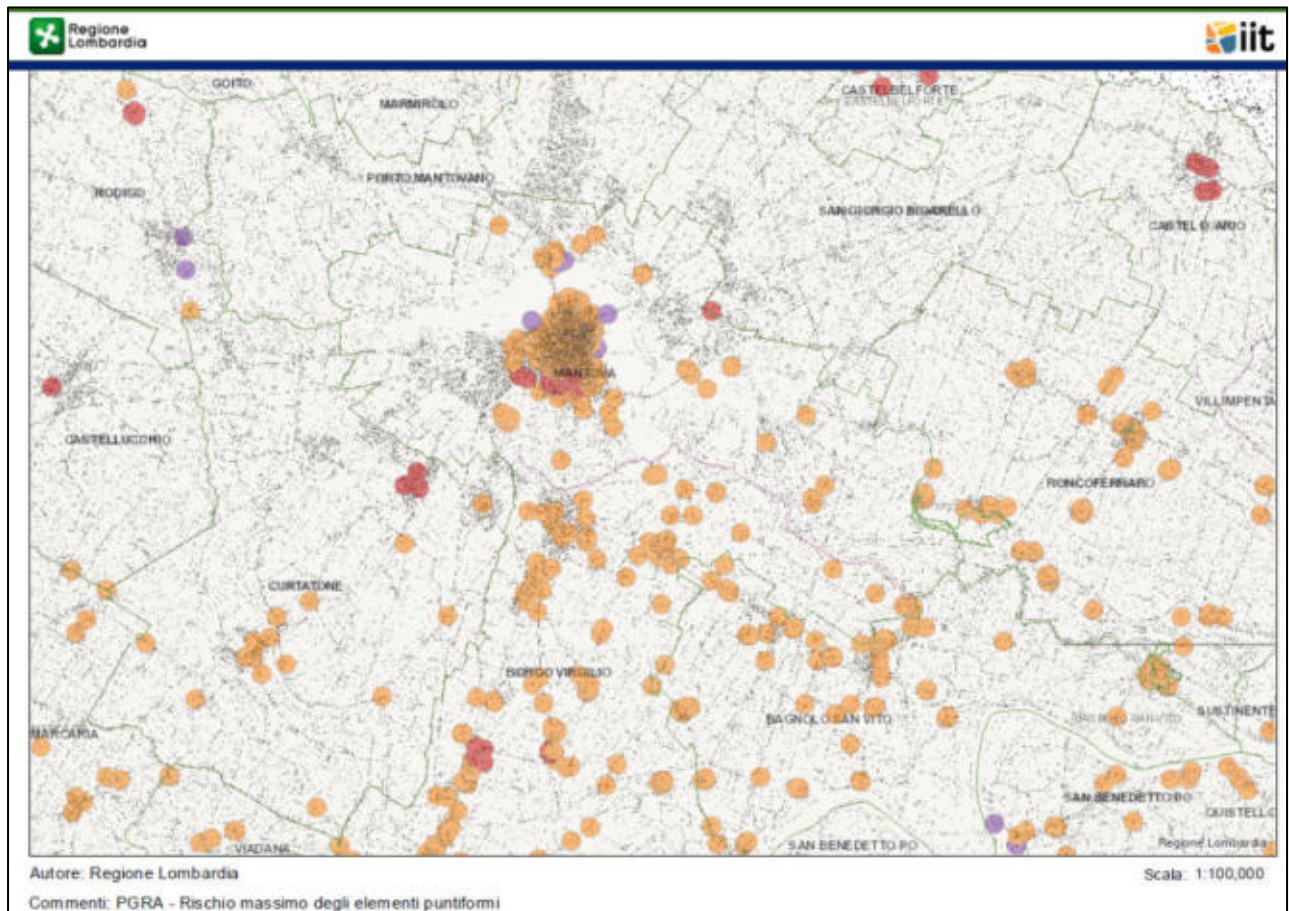 Regione
Lombardia
iit
GOITO
MARMIROLO
CASTELBELFORTE
CASTELBELFORTE
RODIGO
PORTO MANTOVANO
SAN GIORGIO BIGARELLO
CASTEL D'ARIO
MANTOVA
VILLIMPENTA
CASTELLUCCHIO
RONCOFERRARO
CURTATONE
BORGO VIRGILIO
BAGNOLO SAN VITO
SUSTINENTE
MARCARIA
SAN BENEDETTO PO
QUISTELLO
VIADANA
SAN BENEDETTO PO
Regione Lombardia
Autore: Regione Lombardia
Scala: 1:100,000
Commenti: PGRA - Rischio massimo degli elementi puntiformi